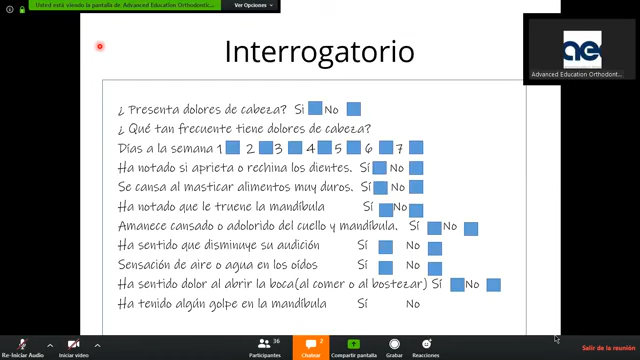 Usted está viendo la pantalla de Advanced Education Orthodontic
Ver Opciones
Interrogatorio
ae
Advanced Education Orthodont...
¿ Presenta dolores de cabeza? Si No
¿ Qué tan frecuente tiene dolores de cabeza?
Días a la semana 1 2 3 4 5 6 7
Ha notado si aprieta o rechina los dientes. Sí No
Se cansa al masticar alimentos muy duros. Sí No
Ha notado que le truene la mandíbula Sí No
Amanece cansado o adolorido del cuello y mandíbula. Sí No
Ha sentido que disminuye su audición Sí No
Sensación de aire o agua en los oídos Sí No
Ha sentido dolor al abrir la boca(al comer o al bostezar) Sí No
Ha tenido algún golpe en la mandíbula Sí No
Re-Iniciar Audio
Iniciar video
36
Participantes
2
Chatear
Compartir pantalla
Grabar
Reacciones
Salir de la reunión